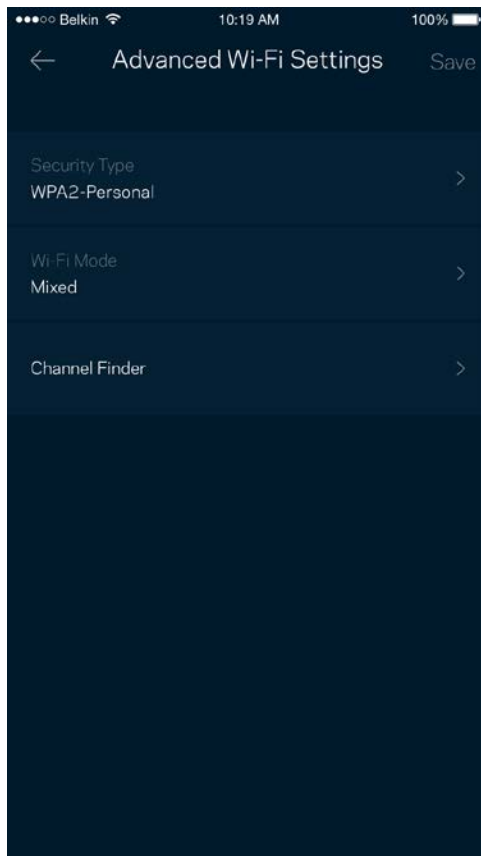 Belkin 10:19 AM 100%
Advanced Wi-Fi Settings Save
Security Type
WPA2-Personal
Wi-Fi Mode
Mixed
Channel Finder